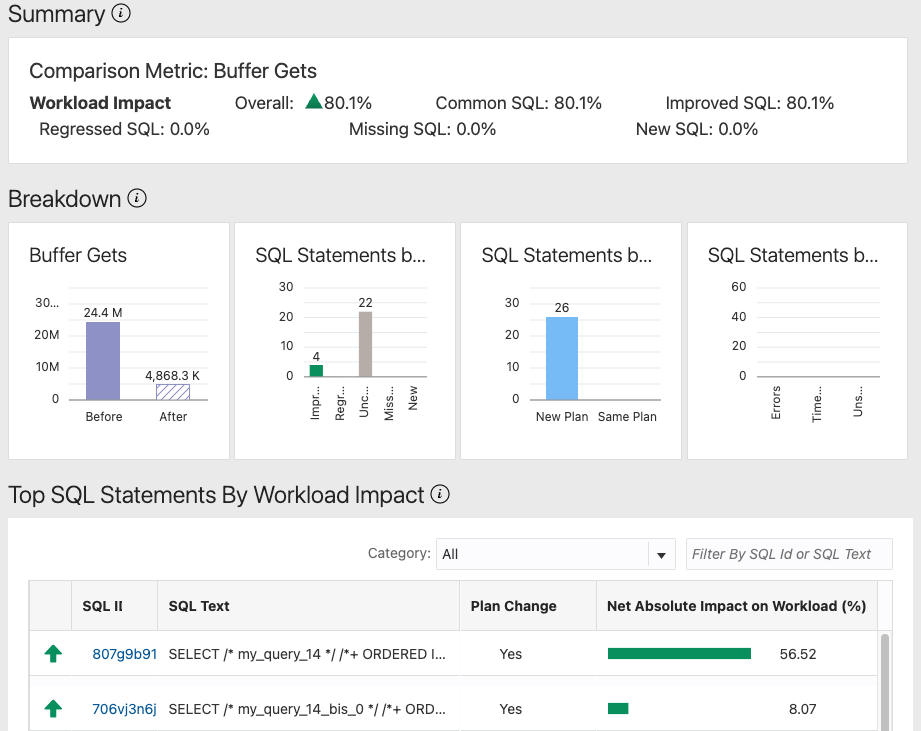 Summary
Comparison Metric: Buffer Gets
Workload Impact Overall: 80.1% Common SQL: 80.1% Improved SQL: 80.1%
Regressed SQL: 0.0% Missing SQL: 0.0% New SQL: 0.0%
Breakdown
Buffer Gets
30...
24.4 M
20M
10M
4,868.3 K
0
Before After
SQL Statements b...
30
22
20
10
4
0
Impr... Regr... Unc... Miss... New
SQL Statements b...
30
26
20
10
0
New Plan Same Plan
SQL Statements b...
60
40
20
0
Errors Time... Uns...
Top SQL Statements By Workload Impact
Category: All Filter By SQL Id or SQL Text
SQL II SQL Text Plan Change Net Absolute Impact on Workload (%)
807g9b91 SELECT /* my_query_14 */ /*+ ORDERED I... Yes 56.52
706vj3n6j SELECT /* my_query_14_bis_0 */ /*+ ORD... Yes 8.07